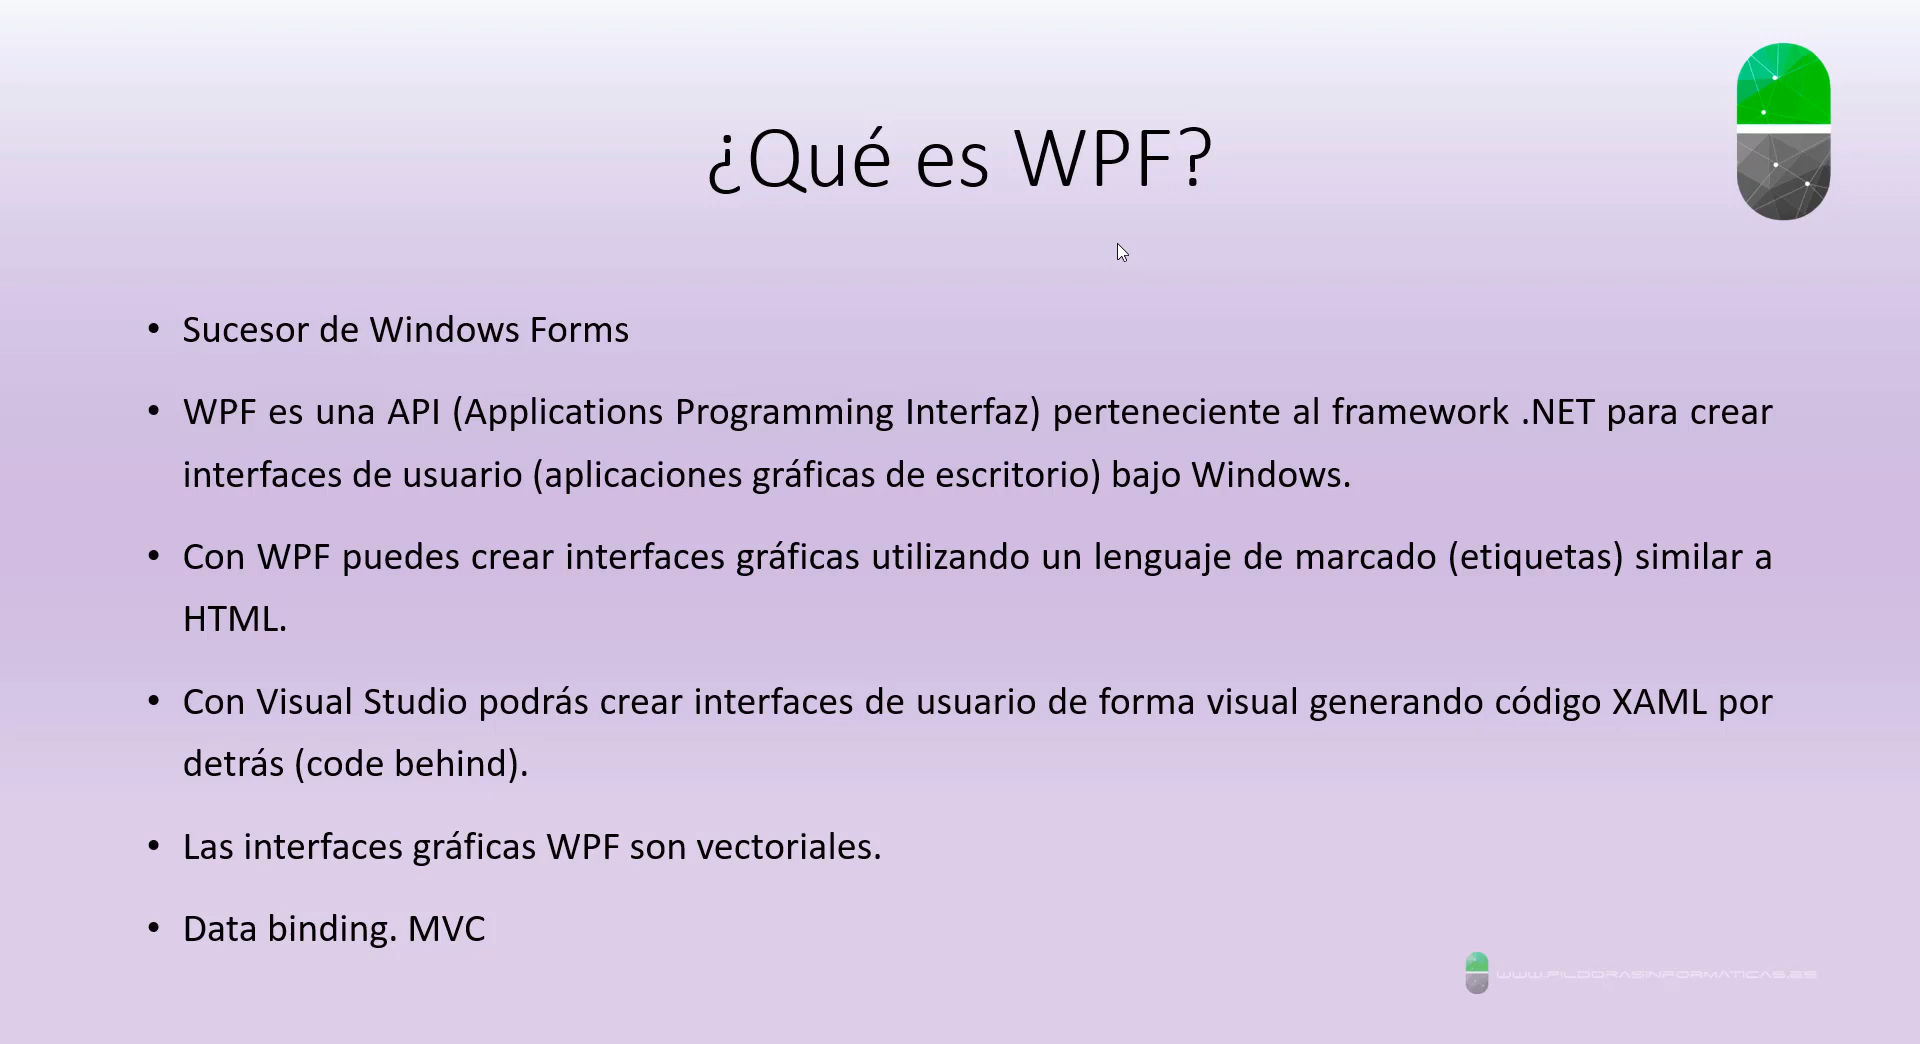 ¿Qué es WPF?
• Sucesor de Windows Forms
• WPF es una API (Applications Programming Interfaz) perteneciente al framework .NET para crear
interfaces de usuario (aplicaciones gráficas de escritorio) bajo Windows.
• Con WPF puedes crear interfaces gráficas utilizando un lenguaje de marcado (etiquetas) similar a
HTML.
• Con Visual Studio podrás crear interfaces de usuario de forma visual generando código XAML por
detrás (code behind).
• Las interfaces gráficas WPF son vectoriales.
• Data binding. MVC
WWW.PILDORASINFORMATICAS.ES